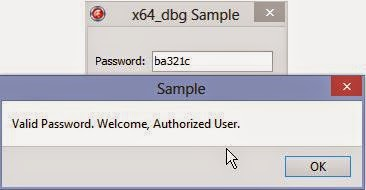 x64_dbg Sample
Password: ba321c
Sample
Valid Password. Welcome, Authorized User.
OK